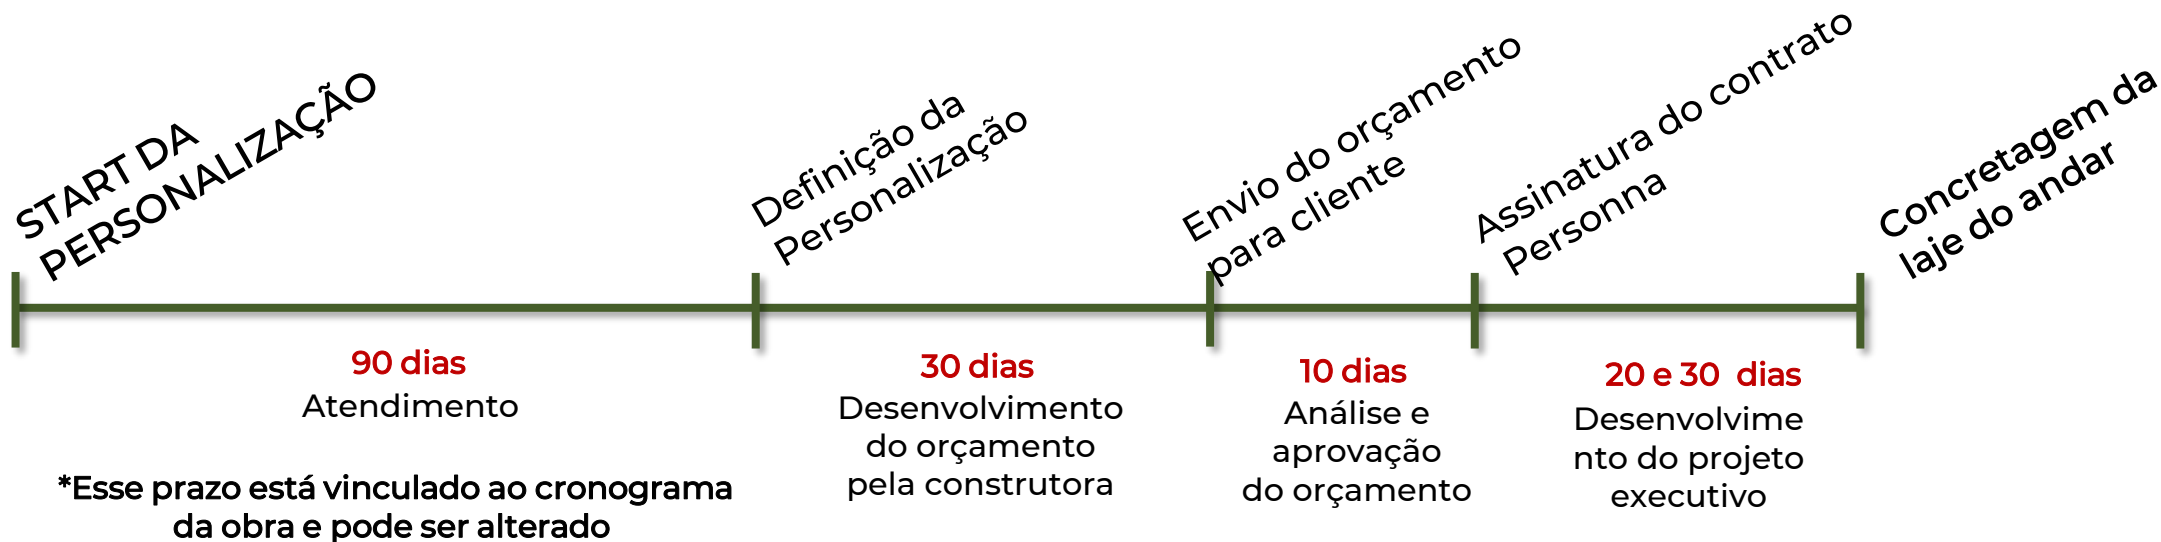 START DA
PERSONALIZAÇÃO
Definição da
Personalização
Envio do orçamento
para cliente
Assinatura do contrato
Personna
Concretagem da
laje do andar
90 dias
Atendimento
*Esse prazo está vinculado ao cronograma
da obra e pode ser alterado
30 dias
Desenvolvimento
do orçamento
pela construtora
10 dias
Análise e
aprovação
do orçamento
20 e 30  dias
Desenvolvime
nto do projeto
executivo